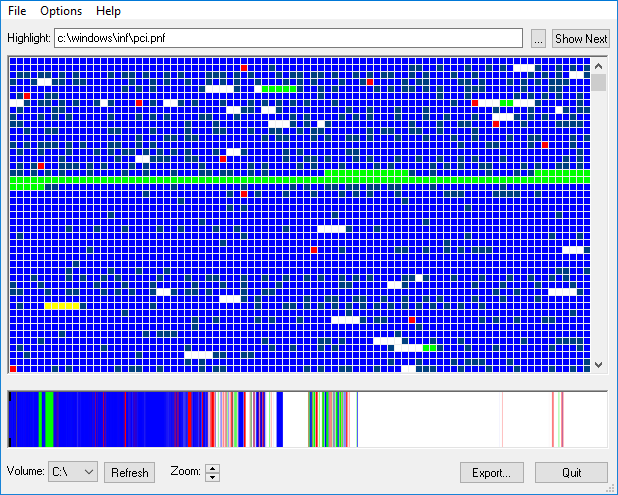 File Options Help
Highlight: c:\windows\inf\pci.pnf ... Show Next
Volume: C:\ Refresh Zoom: Export... Quit